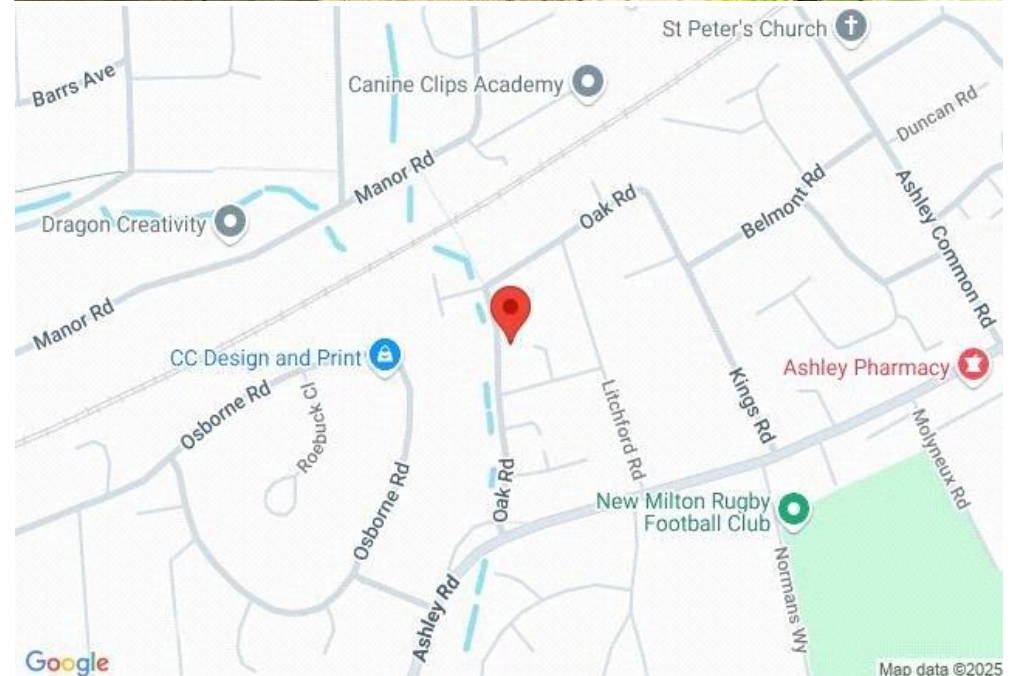 St Peter's Church
Barrs Ave
Canine Clips Academy
Duncan Rd
Manor Rd
Oak Rd
Belmont Rd
Ashley Common Rd
Dragon Creativity
Manor Rd
CC Design and Print
Ashley Pharmacy
Osborne Rd
Roebuck Cl
Litchford Rd
Kings Rd
Molyneux Rd
Osborne Rd
Oak Rd
New Milton Rugby
Football Club
Normans Wy
Ashley Rd
Google
Map data ©2025